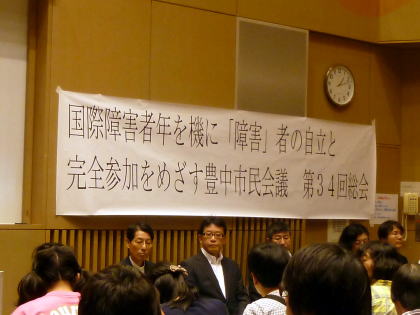 国際障害者年を機に「障害」者の自立と
完全参加をめざす豊中市民会議　第３４回総会